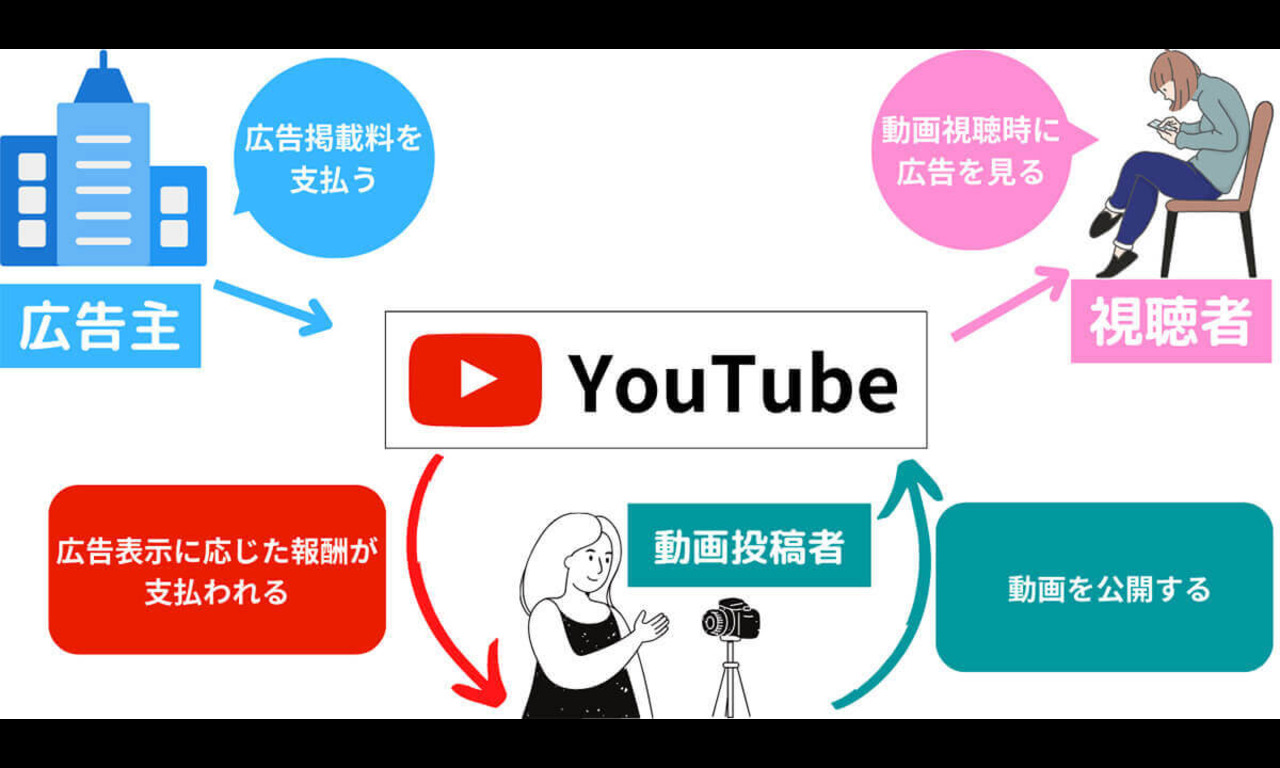 広告掲載料を
支払う
動画視聴時に
広告を見る
広告主
視聴者
YouTube
広告表示に応じた報酬が
支払われる
動画投稿者
動画を公開する